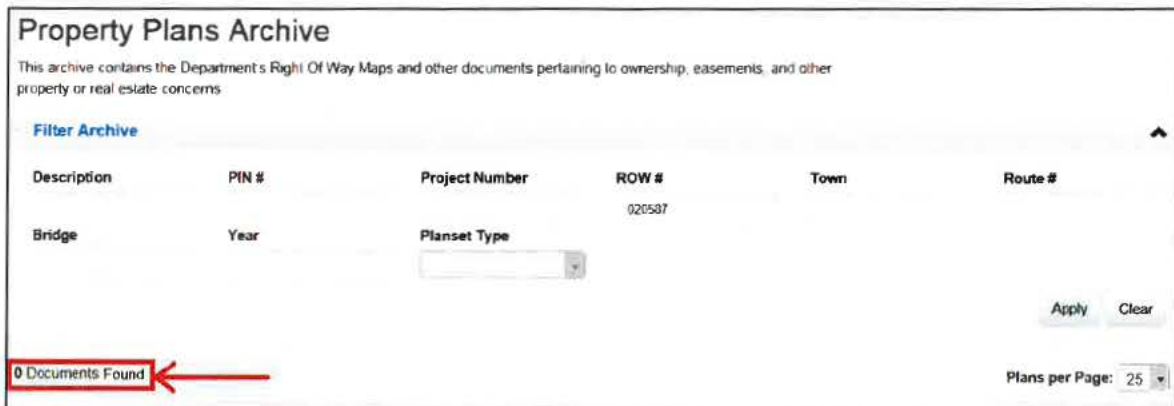 Property Plans Archive
This archive contains the Department's Right Of Way Maps and other documents pertaining to ownership, easements, and other
property or real estate concerns
Filter Archive
Description PIN # Project Number ROW # Town Route #
020587
Bridge Year Planset Type
Apply Clear
0 Documents Found Plans per Page: 25